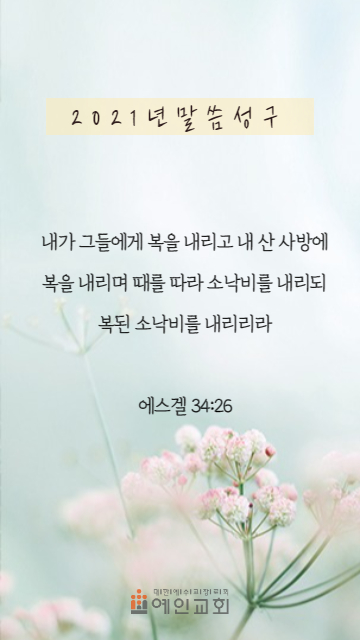 2021년말씀성구
내가 그들에게 복을 내리고 내 산 사방에
복을 내리며 때를 따라 소낙비를 내리되
복된 소낙비를 내리리라
에스겔 34:26
예인교회